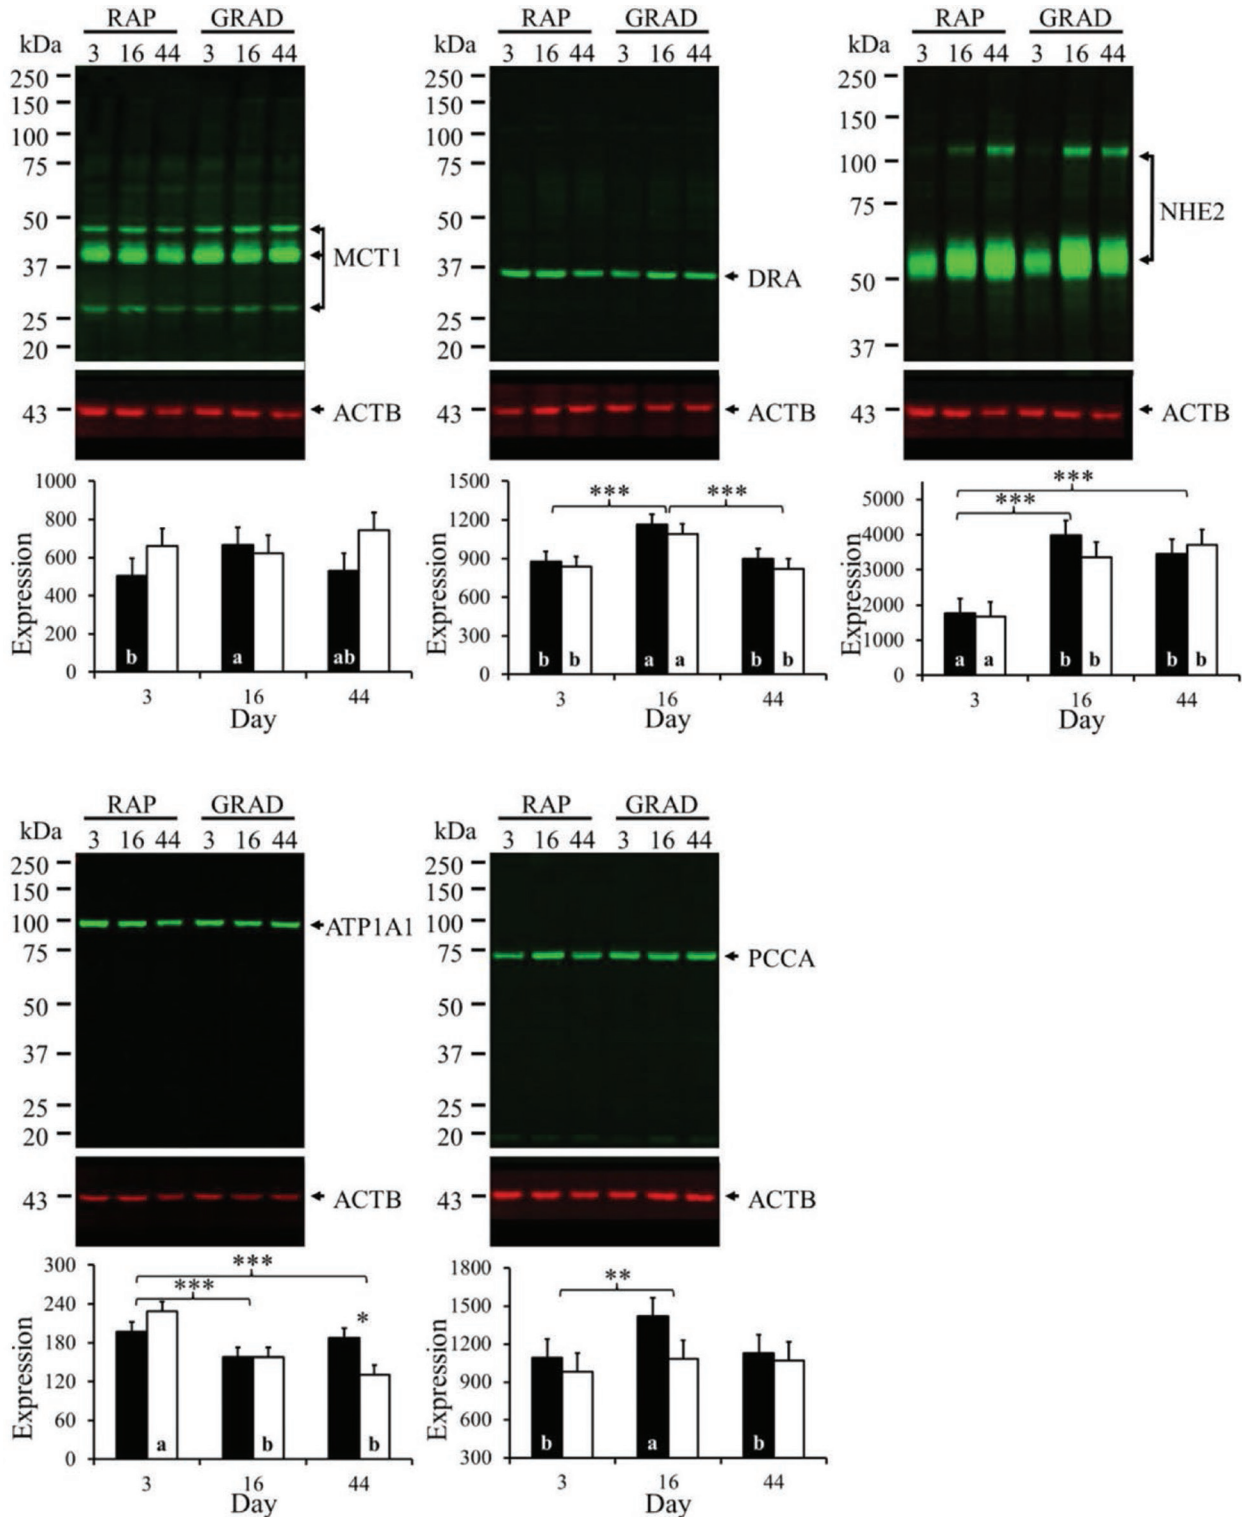 RAP GRAD
kDa 3 16 44 3 16 44
250
150
100
75
50
37
25
20
MCT1
43 ACTB
1000
800
600
400
200
0
Expression
b a ab
3 16 44
Day
RAP GRAD
kDa 3 16 44 3 16 44
250
150
100
75
50
37
25
20
DRA
43 ACTB
1500
1200
900
600
300
0
Expression
*** ***
b b a a b b
3 16 44
Day
RAP GRAD
kDa 3 16 44 3 16 44
250
150
100
75
50
37
NHE2
43 ACTB
5000
4000
3000
2000
1000
0
Expression
***
***
a a b b b b
3 16 44
Day
RAP GRAD
kDa 3 16 44 3 16 44
250
150
100
75
50
37
25
20
ATP1A1
43 ACTB
300
240
180
120
60
0
Expression
***
***
*
a b b
3 16 44
Day
RAP GRAD
kDa 3 16 44 3 16 44
250
150
100
75
50
37
25
20
PCCA
43 ACTB
1800
1500
1200
900
600
300
Expression
**
b a b
3 16 44
Day